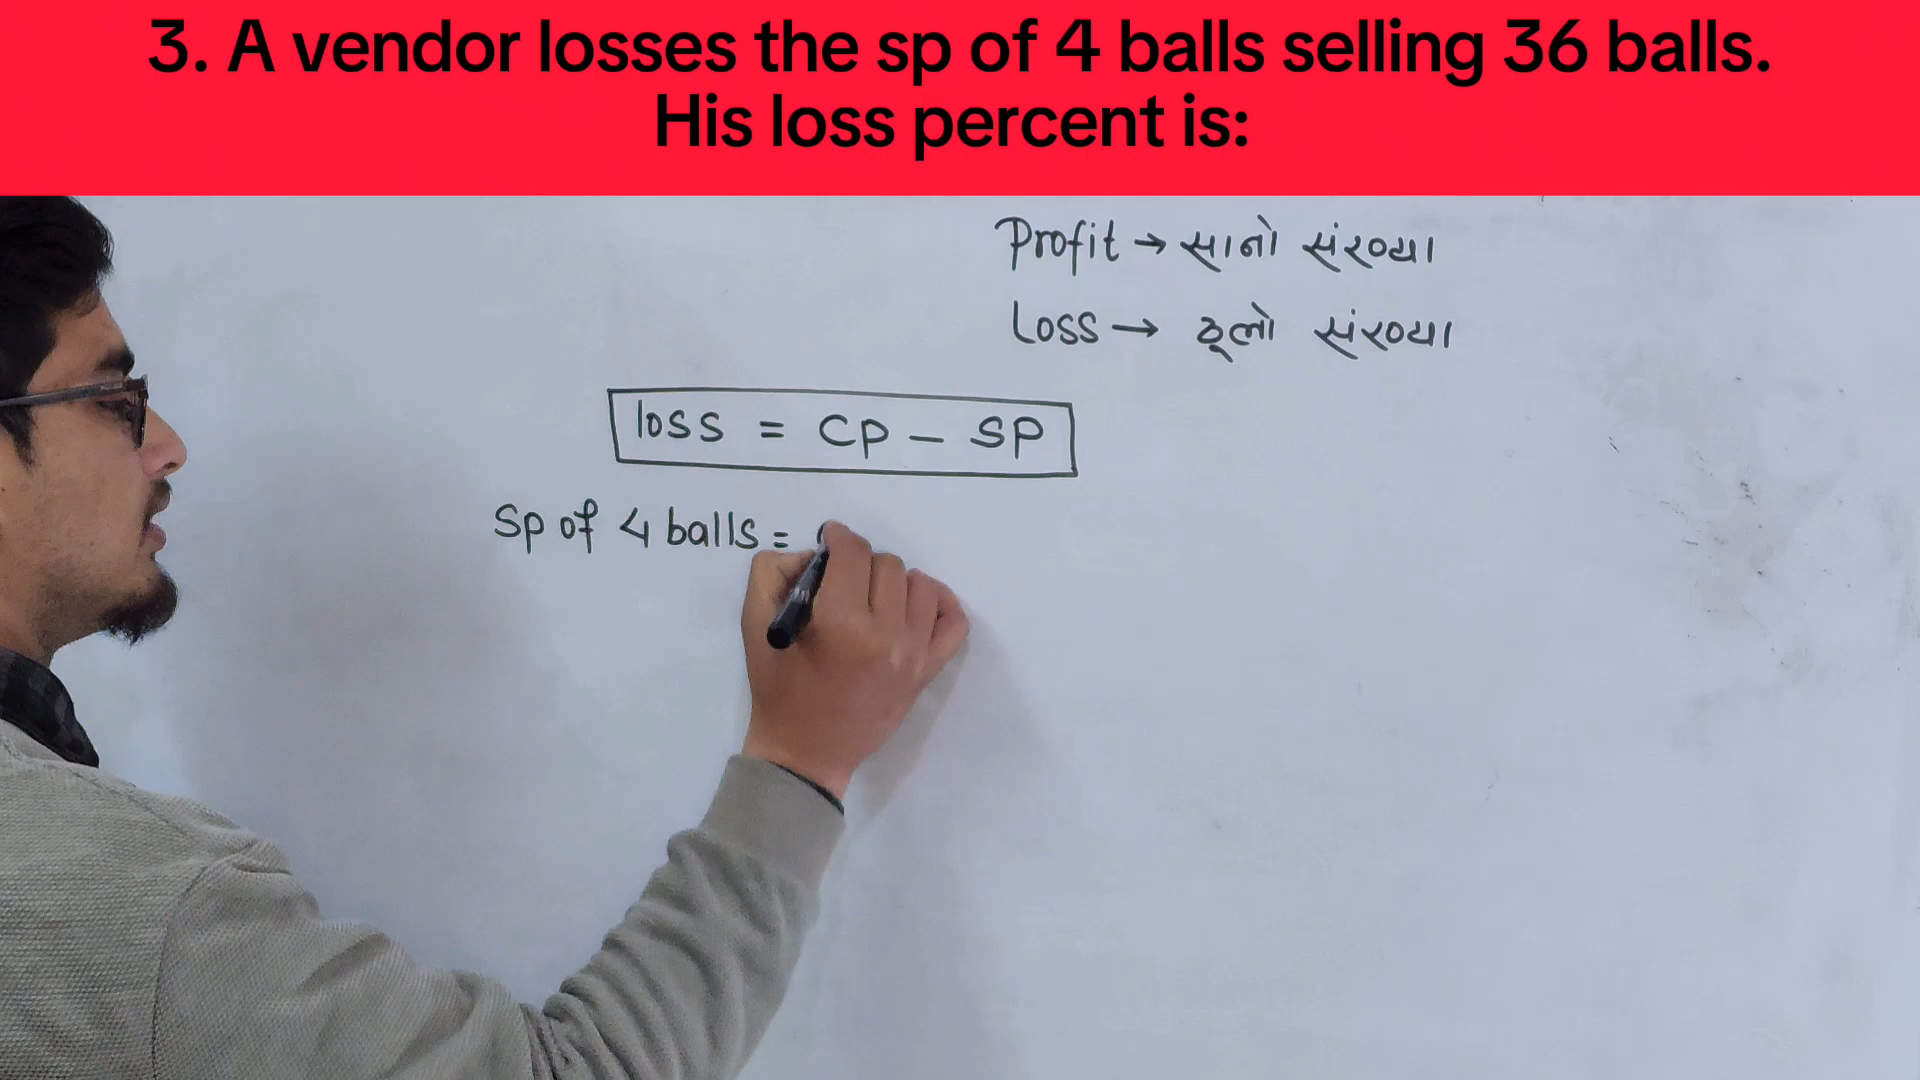 3. A vendor losses the sp of 4 balls selling 36 balls.
His loss percent is:
Profit → सानो संख्या
Loss → ठूलो संख्या
loss = CP – SP
Sp of 4 balls =